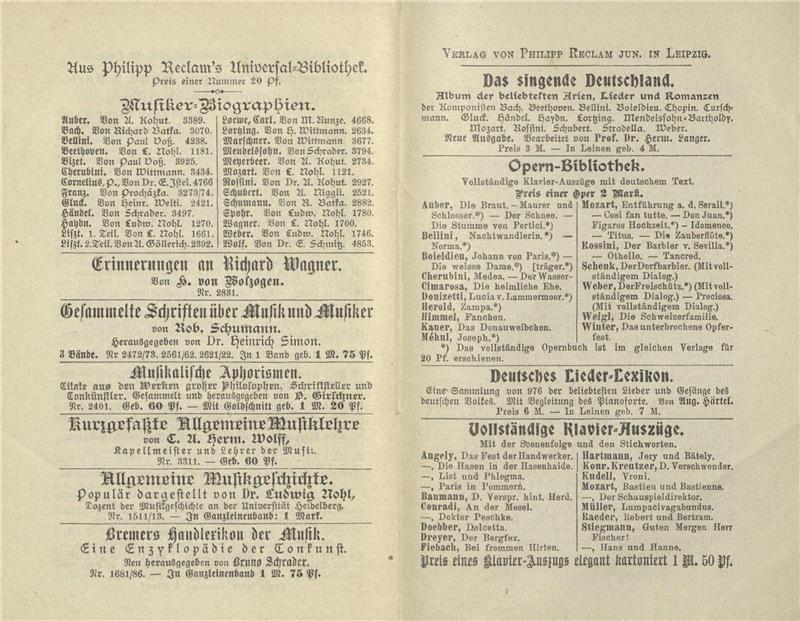 Aus Philipp Reclam's Universal-Bibliothek.
Preis einer Nummer 20 Pf.
Musiker-Biographien.
Auber. Von A. Kohut. 3389.
Bach. Von Richard Batka. 3070.
Bellini. Von Paul Voß. 4238.
Beethoven. Von L. Nohl. 1181.
Bizet. Von Paul Voß. 3925.
Cherubini. Von Wittmann. 3434.
Cornelius, P., Von Dr. E. Istel. 4766
Franz. Von Procházka. 3273/74.
Gluck. Von Heinr. Welti. 2421.
Händel. Von Schrader. 3497.
Haydn. Von Ludw. Nohl. 1270.
Liszt. 1. Teil. Von L. Nohl. 1661.
Liszt. 2. Teil. Von A. Göllerich. 2392.
Loewe, Carl. Von M. Runze. 4668.
Lortzing. Von H. Wittmann. 2634.
Marschner. Von Wittmann. 3677.
Mendelssohn. Von Schrader. 3794.
Meyerbeer. Von A. Kohut. 2734.
Mozart. Von L. Nohl. 1121.
Rossini. Von Dr. A. Kohut. 2927.
Schubert. Von A. Niggli. 2521.
Schumann. Von R. Batka. 2882.
Spohr. Von Ludw. Nohl. 1780.
Wagner. Von L. Nohl. 1700.
Weber. Von Ludw. Nohl. 1746.
Wolf. Von Dr. E. Schmitz. 4853.
Erinnerungen an Richard Wagner.
Von H. von Wolzogen.
Nr. 2831.
Gesammelte Schriften über Musik und Musiker
von Rob. Schumann.
Herausgegeben von Dr. Heinrich Simon.
3 Bände. Nr. 2472/73. 2561/62. 2621/22. In 1 Band geb. 1 M. 75 Pf.
Musikalische Aphorismen.
Citate aus den Werken großer Philosophen, Schriftsteller und
Tonkünstler. Gesammelt und herausgegeben von O. Girschner.
Nr. 2401. Geb. 60 Pf. — Mit Goldschnitt geb. 1 M. 20 Pf.
Kurzgefaßte Allgemeine Musiklehre
von C. A. Herm. Wolff,
Kapellmeister und Lehrer der Musik.
Nr. 3311. — Geb. 60 Pf.
Allgemeine Musikgeschichte.
Populär dargestellt von Dr. Ludwig Nohl,
Dozent der Musikgeschichte an der Universität Heidelberg.
Nr. 1511/13. — In Ganzleinenband: 1 Mark.
Bremers Handlexikon der Musik.
Eine Enzyklopädie der Tonkunst.
Neu herausgegeben von Bruno Schrader.
Nr. 1681/86. — In Ganzleinenband 1 M. 75 Pf.
VERLAG VON PHILIPP RECLAM JUN. IN LEIPZIG.
Das singende Deutschland.
Album der beliebtesten Arien, Lieder und Romanzen
der Komponisten Bach. Beethoven. Bellini. Boieldieu. Chopin. Cursch-
mann. Gluck. Händel. Haydn. Lortzing. Mendelssohn-Bartholdy.
Mozart. Rossini. Schubert. Stradella. Weber.
Neue Ausgabe. Bearbeitet von Prof. Dr. Herm. Langer.
Preis 3 M. — In Leinen geb. 4 M.
Opern-Bibliothek.
Vollständige Klavier-Auszüge mit deutschem Text.
Preis einer Oper 2 Mark.
Auber, Die Braut. — Maurer und
Schlosser.*) — Der Schnee. —
Die Stumme von Portici.*)
Bellini, Nachtwandlerin.*) —
Norma.*)
Boieldieu, Johann von Paris.*) —
Die weisse Dame.*) [träger.*)
Cherubini, Medea. — Der Wasser-
Cimarosa, Die heimliche Ehe.
Donizetti, Lucia v. Lammermoor.*)
Herold, Zampa.*)
Himmel, Fanchon.
Kauer, Das Donauweibchen.
Méhul, Joseph.*)
Mozart, Entführung a. d. Serail.*)
— Cosi fan tutte. — Don Juan.*)
Figaros Hochzeit.*) — Idomeneo.
— Titus. — Die Zauberflöte.*)
Rossini, Der Barbier v. Sevilla.*)
— Othello. — Tancred.
Schenk, Der Dorfbarbier. (Mit voll-
ständigem Dialog.)
Weber, Der Freischütz.*) (Mit voll-
ständigem Dialog.) — Preciosa.
(Mit vollständigem Dialog.)
Weigl, Die Schweizerfamilie.
Winter, Das unterbrochene Opfer-
fest.
*) Das vollständige Opernbuch ist im gleichen Verlage für
20 Pf. erschienen.
Deutsches Lieder-Lexikon.
Eine Sammlung von 976 der beliebtesten Lieder und Gesänge des
deutschen Volkes. Mit Begleitung des Pianoforte. Von Aug. Härtel.
Preis 6 M. — In Leinen geb. 7 M.
Vollständige Klavier-Auszüge.
Mit der Scenenfolge und den Stichworten.
Angely, Das Fest der Handwerker.
—, Die Hasen in der Hasenhaide.
—, List und Phlegma.
—, Paris in Pommern.
Baumann, D. Verspr. hint. Herd.
Conradi, An der Mosel.
—, Doktor Peschke.
Doebber, Dolcetta.
Dreyer, Der Bergfex.
Fiebach, Bei frommen Hirten.
Hartmann, Jery und Bätely.
Konr. Kreutzer, D. Verschwender.
Kudell, Vroni.
Mozart, Bastien und Bastienne.
—, Der Schauspieldirektor.
Müller, Lumpacivagabundus.
Raeder, Robert und Bertram.
Stiegmann, Guten Morgen Herr
Fischer!
—, Hans und Hanne.
Preis eines Klavier-Auszugs elegant kartoniert 1 M. 50 Pf.